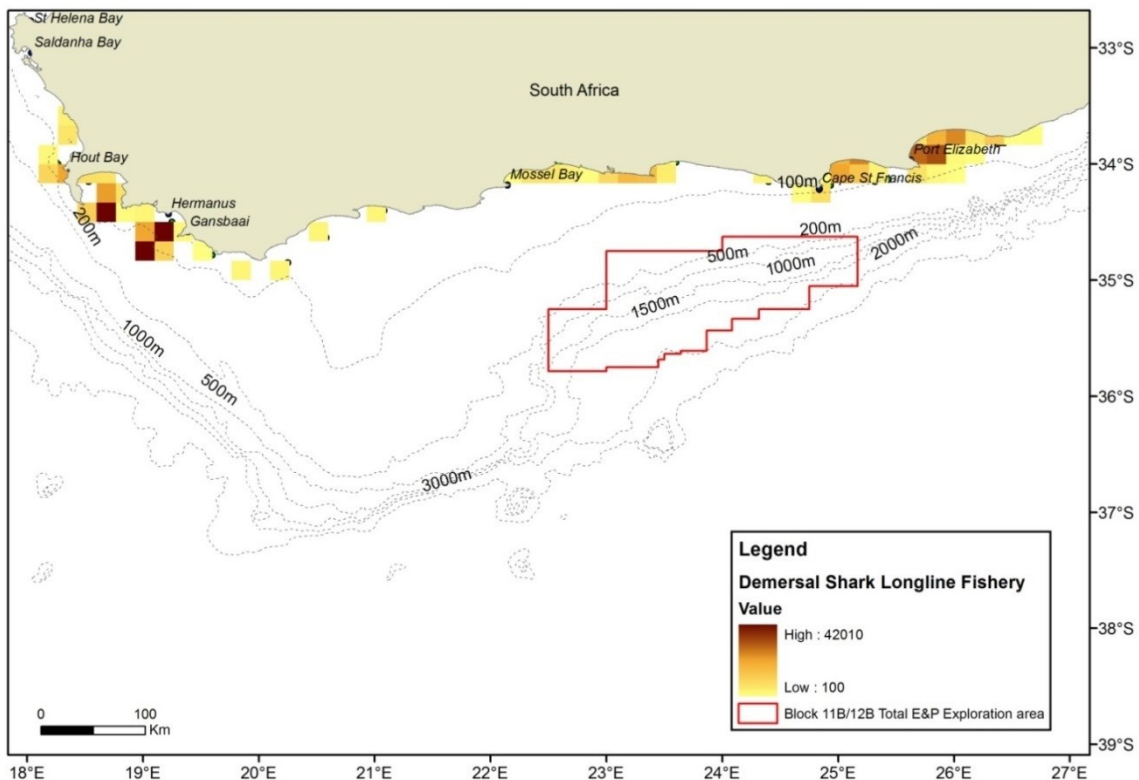 St Helena Bay
Saldanha Bay
33°S
South Africa
Hout Bay
Port Elizabeth
34°S
Mossel Bay
100m
Cape St Francis
Hermanus
Gansbaai
200m
200m
500m
2000m
1000m
35°S
1500m
1000m
500m
36°S
3000m
37°S
Legend
Demersal Shark Longline Fishery
Value
High : 42010
Low : 100
Block 11B/12B Total E&P Exploration area
38°S
0 100
Km
39°S
18°E 19°E 20°E 21°E 22°E 23°E 24°E 25°E 26°E 27°E